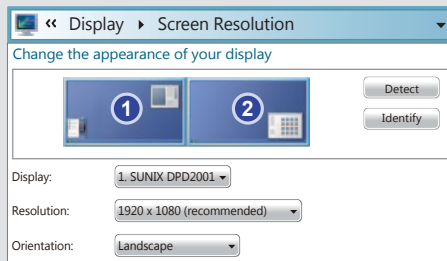 « Display ▸ Screen Resolution
Change the appearance of your display
1 2
Detect
Identify
Display: 1. SUNIX DPD2001
Resolution: 1920 x 1080 (recommended)
Orientation: Landscape